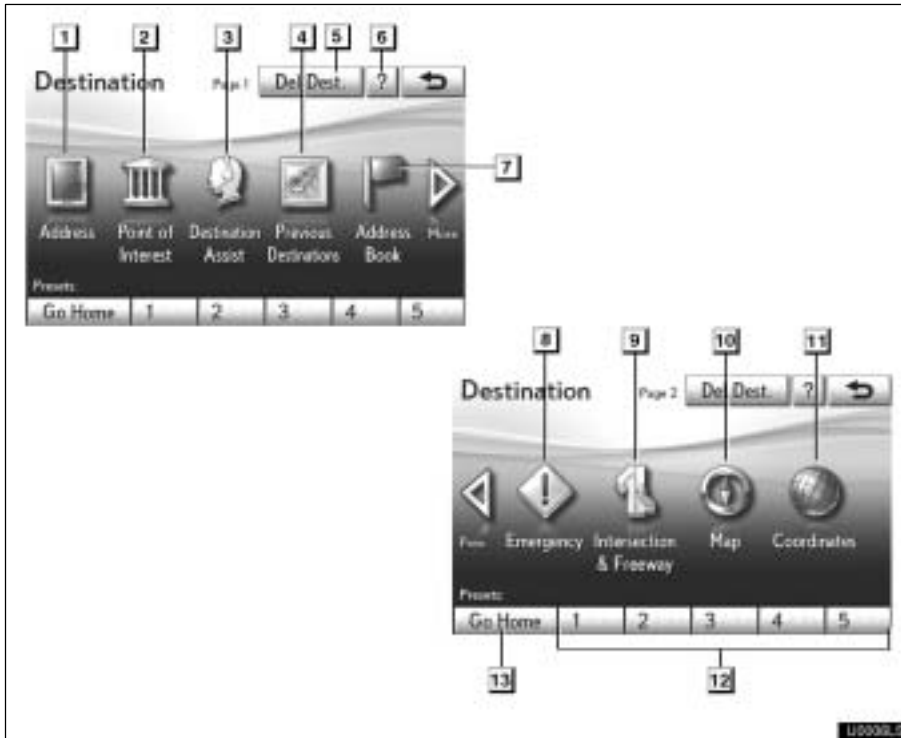 1 2 3 4 5 6
Destination Page 1 Del Dest. ?
7
Address Point of Interest Destination Assist Previous Destinations Address Book More
Presets
Go Home 1 2 3 4 5
8 9 10 11
Destination Page 2 Del Dest. ?
Emergency Intersection & Freeway Map Coordinates
Presets
Go Home 1 2 3 4 5
13 12